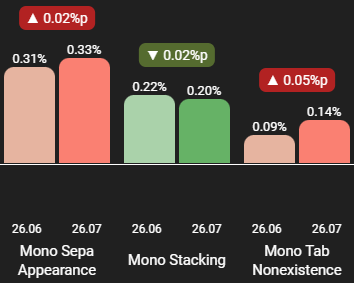 ▲ 0.02%p
0.31% 0.33%
26.06 26.07
Mono Sepa
Appearance
▼ 0.02%p
0.22% 0.20%
26.06 26.07
Mono Stacking
▲ 0.05%p
0.09% 0.14%
26.06 26.07
Mono Tab
Nonexistence